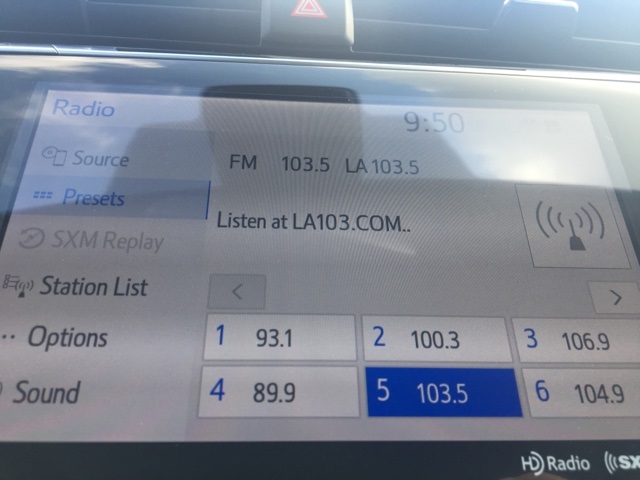 Radio
9:50
Source
FM 103.5 LA 103.5
Presets
Listen at LA103.COM..
SXM Replay
Station List
<
>
Options
1 93.1
2 100.3
3 106.9
Sound
4 89.9
5 103.5
6 104.9
HD Radio
SX